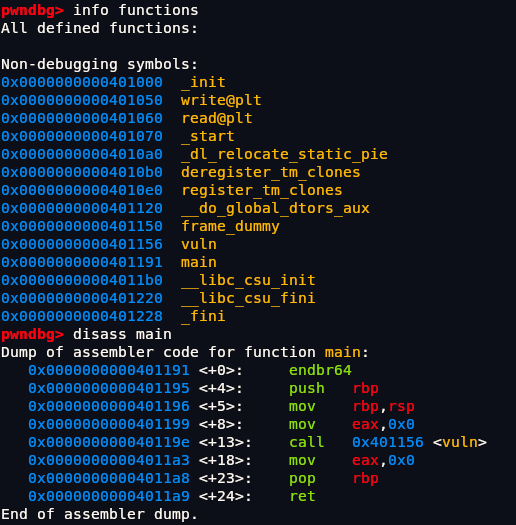 pwndbg> info functions
All defined functions:

Non-debugging symbols:
0x0000000000401000  _init
0x0000000000401050  write@plt
0x0000000000401060  read@plt
0x0000000000401070  _start
0x00000000004010a0  _dl_relocate_static_pie
0x00000000004010b0  deregister_tm_clones
0x00000000004010e0  register_tm_clones
0x0000000000401120  __do_global_dtors_aux
0x0000000000401150  frame_dummy
0x0000000000401156  vuln
0x0000000000401191  main
0x00000000004011b0  __libc_csu_init
0x0000000000401220  __libc_csu_fini
0x0000000000401228  _fini
pwndbg> disass main
Dump of assembler code for function main:
   0x0000000000401191 <+0>:     endbr64
   0x0000000000401195 <+4>:     push   rbp
   0x0000000000401196 <+5>:     mov    rbp,rsp
   0x0000000000401199 <+8>:     mov    eax,0x0
   0x000000000040119e <+13>:    call   0x401156 <vuln>
   0x00000000004011a3 <+18>:    mov    eax,0x0
   0x00000000004011a8 <+23>:    pop    rbp
   0x00000000004011a9 <+24>:    ret
End of assembler dump.